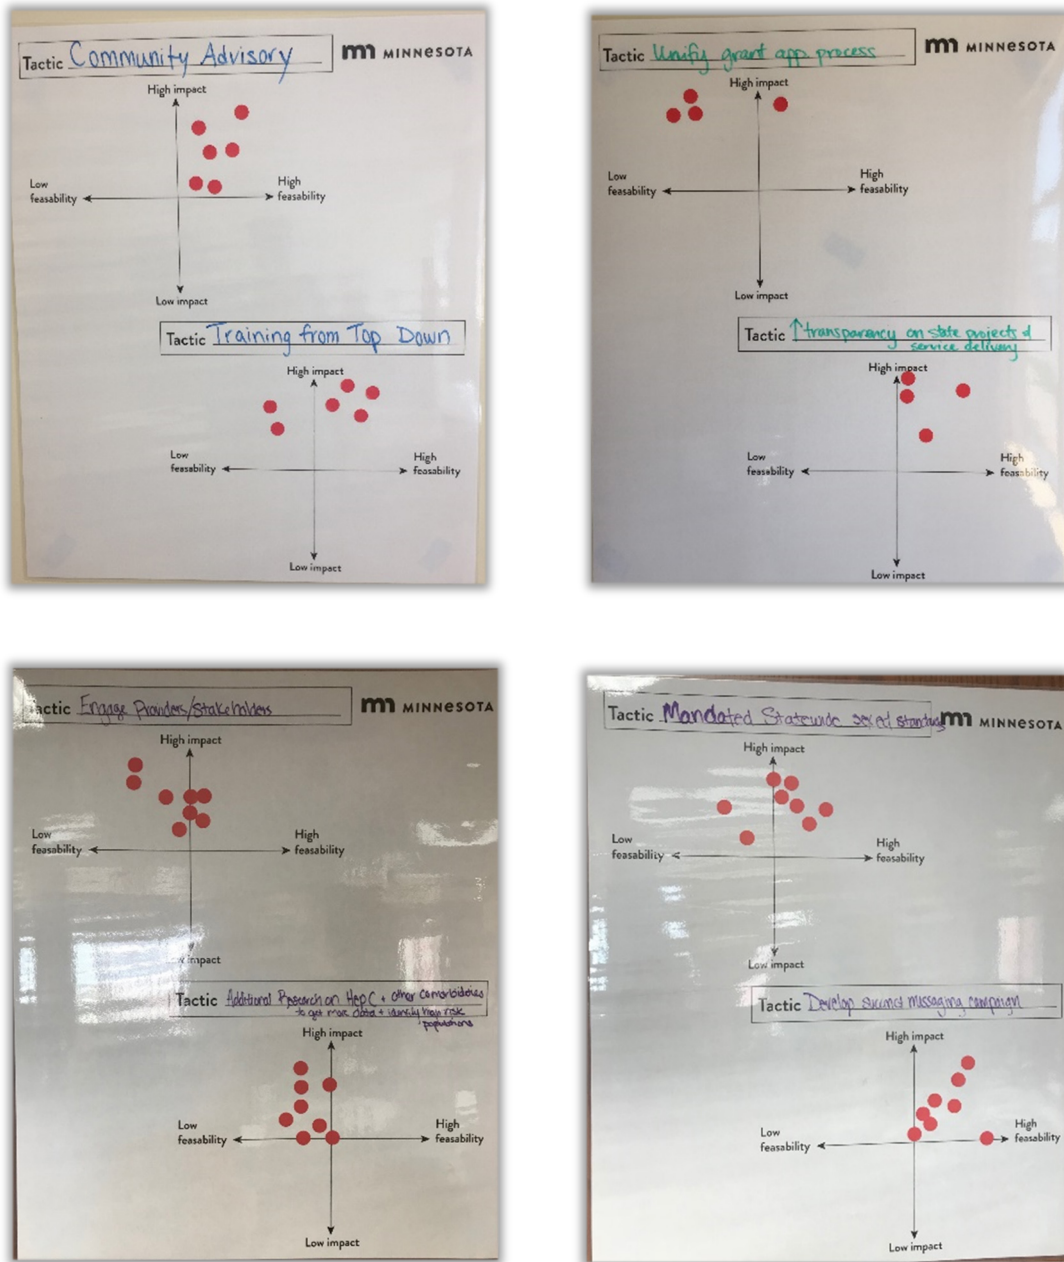 Tactic Community Advisory
mn MINNESOTA
High impact
Low
feasability
High
feasability
Low impact
Tactic Training from Top Down
High impact
Low
feasability
High
feasability
Low impact
Tactic Unify grant app. process
mn MINNESOTA
High impact
Low
feasability
High
feasability
Low impact
Tactic ↑transparency on state projects &
service delivery
High impact
Low
feasability
High
feasability
Low impact
actic Engage Providers/Stakeholders
mn MINNESOTA
High impact
Low
feasability
High
feasability
w impact
Tactic Additional Research on Hep C + other comorbidities
to get more data + identify high risk
populations
High impact
Low
feasability
High
feasability
Low impact
Tactic Mandated Statewide sex ed
mn MINNESOTA
High impact
Low
feasability
High
feasability
Low impact
Tactic Develop succinct messaging campaign
High impact
Low
feasability
High
feasability
Low impact